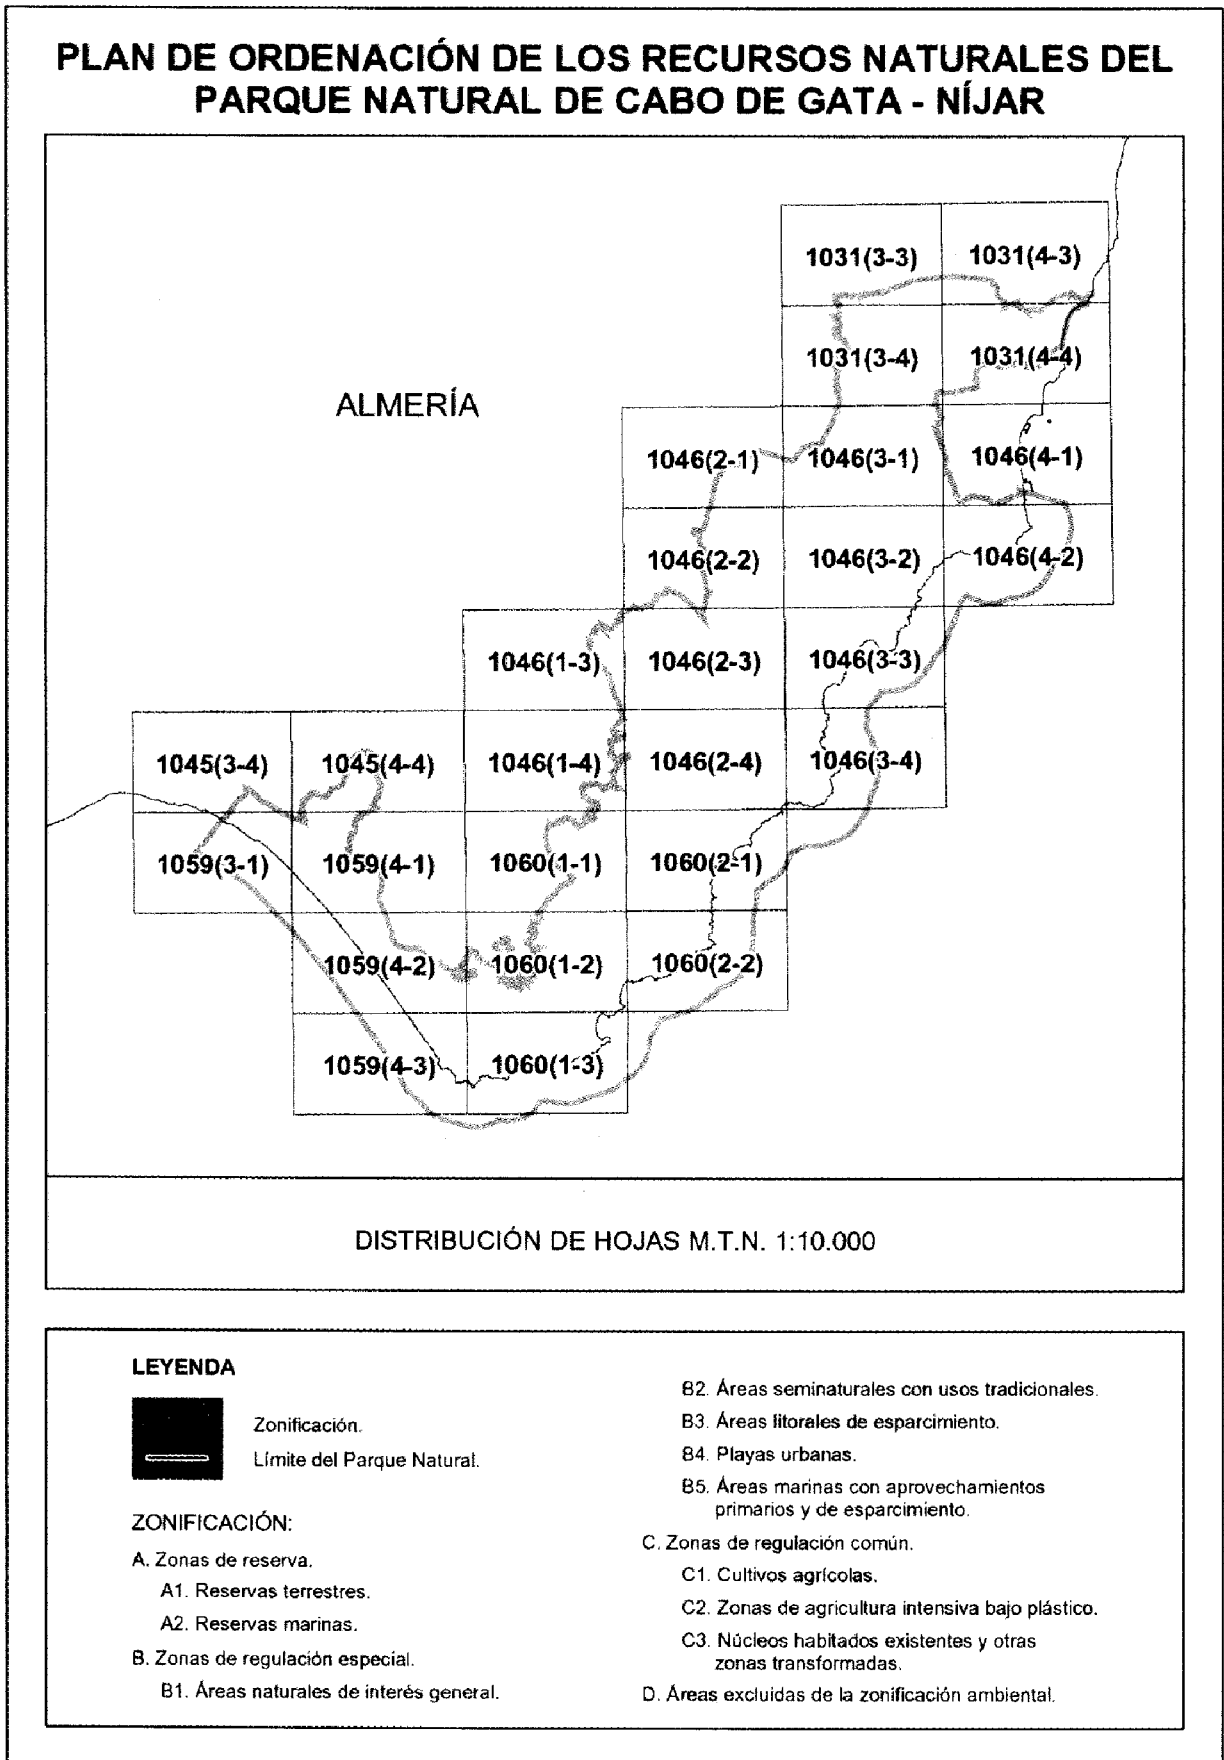 PLAN DE ORDENACIÓN DE LOS RECURSOS NATURALES DEL
PARQUE NATURAL DE CABO DE GATA - NÍJAR
1031(3-3) 1031(4-3)
1031(3-4) 1031(4-4)
ALMERÍA
1046(2-1) 1046(3-1) 1046(4-1)
1046(2-2) 1046(3-2) 1046(4-2)
1046(1-3) 1046(2-3) 1046(3-3)
1045(3-4) 1045(4-4) 1046(1-4) 1046(2-4) 1046(3-4)
1059(3-1) 1059(4-1) 1060(1-1) 1060(2-1)
1059(4-2) 1060(1-2) 1060(2-2)
1059(4-3) 1060(1-3)
DISTRIBUCIÓN DE HOJAS M.T.N. 1:10.000
LEYENDA
Zonificación.
Límite del Parque Natural.
ZONIFICACIÓN:
A. Zonas de reserva.
A1. Reservas terrestres.
A2. Reservas marinas.
B. Zonas de regulación especial.
B1. Áreas naturales de interés general.
B2. Áreas seminaturales con usos tradicionales.
B3. Áreas litorales de esparcimiento.
B4. Playas urbanas.
B5. Áreas marinas con aprovechamientos
primarios y de esparcimiento.
C. Zonas de regulación común.
C1. Cultivos agrícolas.
C2. Zonas de agricultura intensiva bajo plástico.
C3. Núcleos habitados existentes y otras
zonas transformadas.
D. Áreas excluidas de la zonificación ambiental.